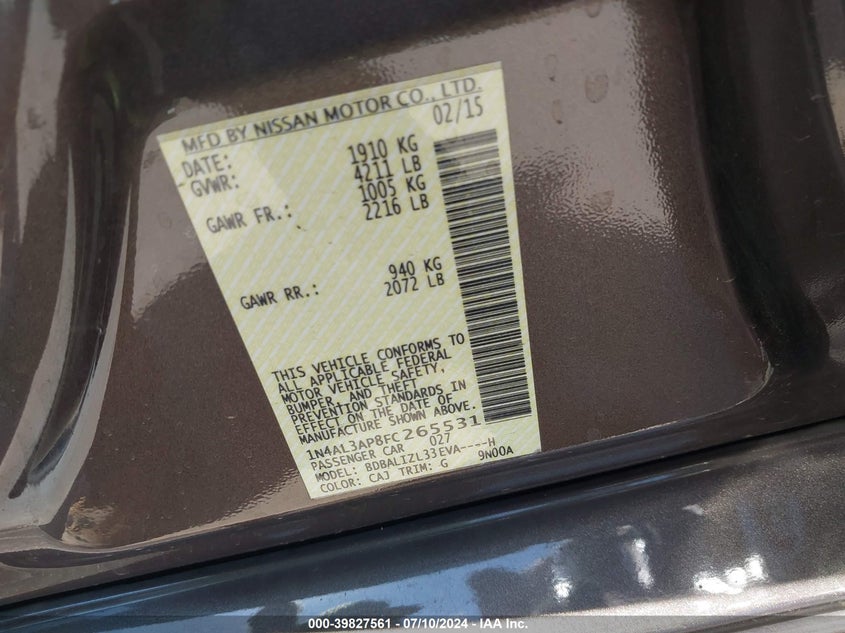 MFD BY NISSAN MOTOR CO., LTD.
DATE: 02/15
GVWR: 1910 KG
4211 LB
GAWR FR.: 1005 KG
2216 LB
GAWR RR.: 940 KG
2072 LB
THIS VEHICLE CONFORMS TO
ALL APPLICABLE FEDERAL
MOTOR VEHICLE SAFETY,
BUMPER, AND THEFT
PREVENTION STANDARDS IN
EFFECT ON THE DATE OF
MANUFACTURE SHOWN ABOVE.
1N4AL3AP8FC265531
PASSENGER CAR 027
MODEL: BDBALIZL33EVA----H
COLOR: CAJ TRIM: G 9N00A
000-39827561 - 07/10/2024 - IAA Inc.